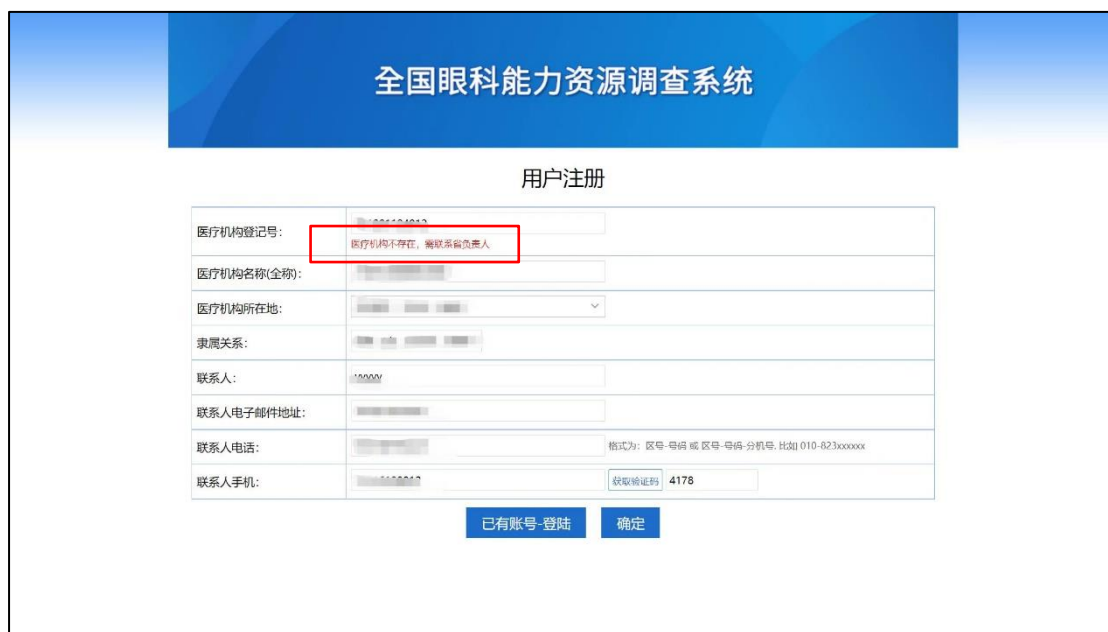 全国眼科能力资源调查系统
用户注册
医疗机构登记号：
医疗机构不存在，需联系省负责人
医疗机构名称(全称)：
医疗机构所在地：
隶属关系：
联系人：
联系人电子邮件地址：
联系人电话：
格式为：区号-号码 或 区号-号码-分机号, 比如 010-823xxxxxx
联系人手机：
获取验证码 4178
已有账号-登陆 确定